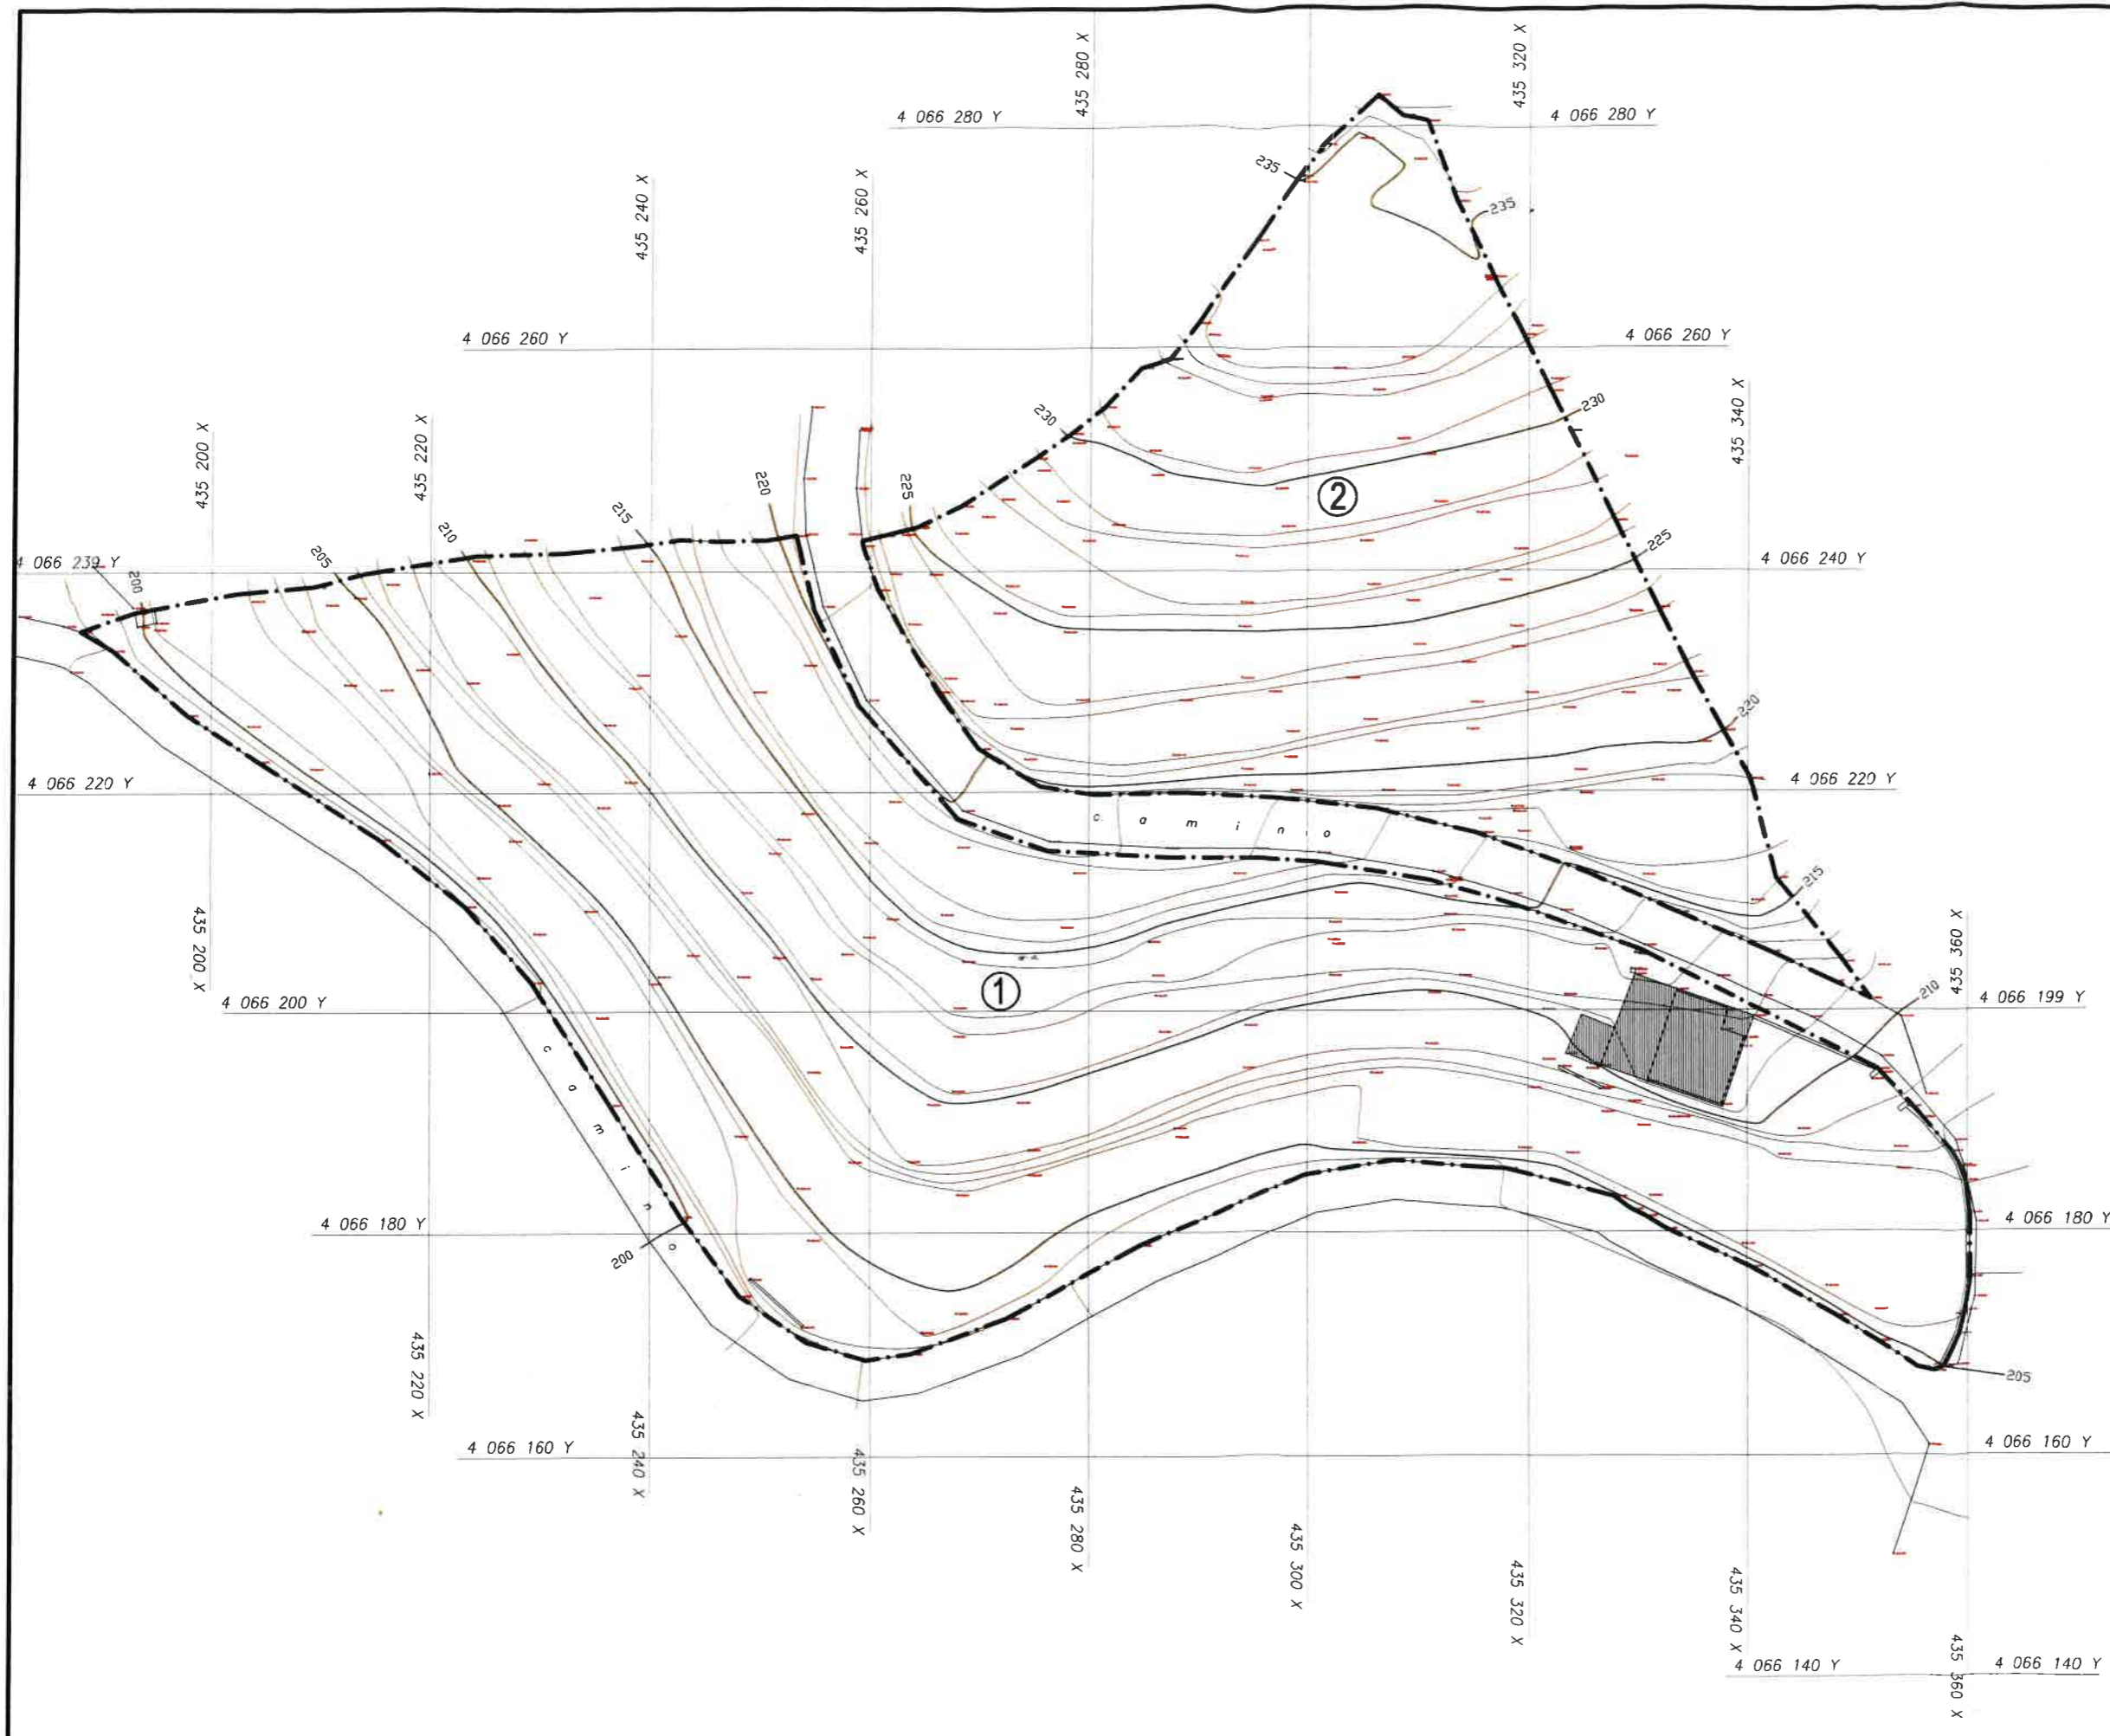 435 280 X
435 320 X
4 066 280 Y
4 066 280 Y
435 240 X
435 260 X
235
235
4 066 260 Y
4 066 260 Y
435 200 X
435 220 X
435 340 X
230
230
225
220
215
210
205
200
②
225
4 066 239 Y
4 066 240 Y
220
4 066 220 Y
4 066 220 Y
camino
215
435 200 X
435 360 X
①
210
4 066 200 Y
4 066 199 Y
camino
4 066 180 Y
4 066 180 Y
200
435 220 X
205
4 066 160 Y
4 066 160 Y
435 240 X
435 260 X
435 280 X
435 300 X
435 320 X
435 340 X
435 360 X
4 066 140 Y
4 066 140 Y